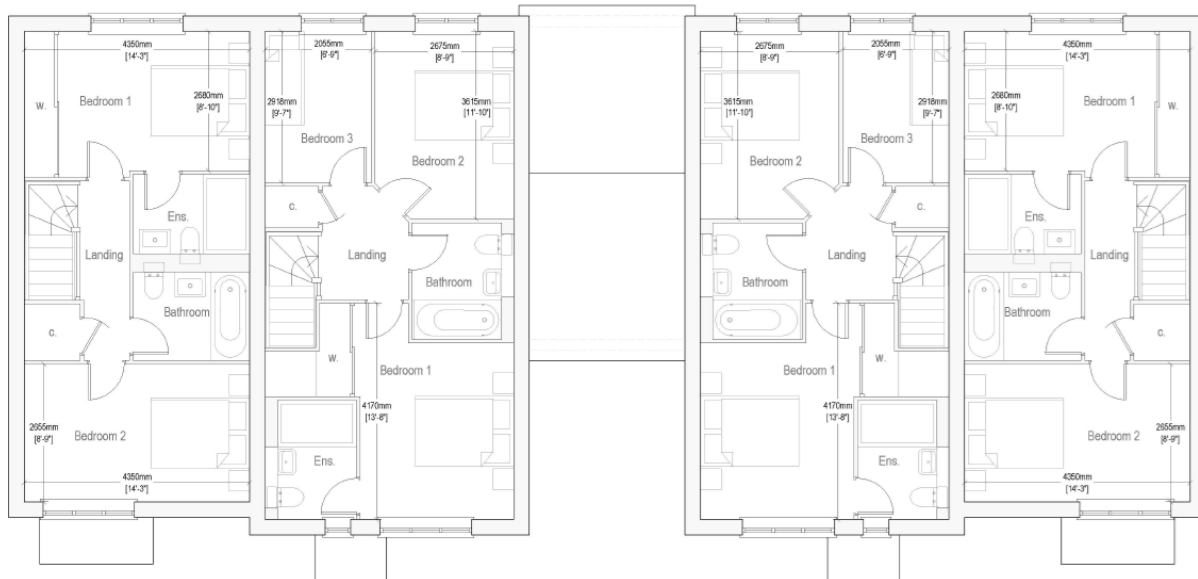 4350mm
[14'-3"]
W.
Bedroom 1
2680mm
[8'-10"]
Ens.
Landing
Bathroom
c.
2655mm
[8'-9"]
Bedroom 2
4350mm
[14'-3"]
2055mm
[6'-9"]
2675mm
[8'-9"]
2918mm
[9'-7"]
3615mm
[11'-10"]
Bedroom 3
Bedroom 2
c.
Landing
Bathroom
W.
Bedroom 1
4170mm
[13'-8"]
Ens.
2675mm
[8'-9"]
2055mm
[6'-9"]
3615mm
[11'-10"]
2918mm
[9'-7"]
Bedroom 2
Bedroom 3
c.
Landing
Bathroom
W.
Bedroom 1
4170mm
[13'-8"]
Ens.
4350mm
[14'-3"]
2680mm
[8'-10"]
Bedroom 1
W.
Ens.
Landing
Bathroom
c.
Bedroom 2
2655mm
[8'-9"]
4350mm
[14'-3"]